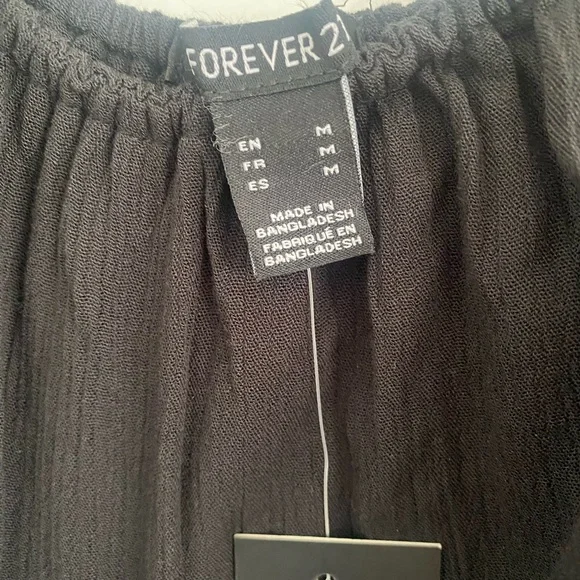 FOREVER 21
EN M
FR M
ES M
MADE IN
BANGLADESH
FABRIQUÉ EN
BANGLADESH